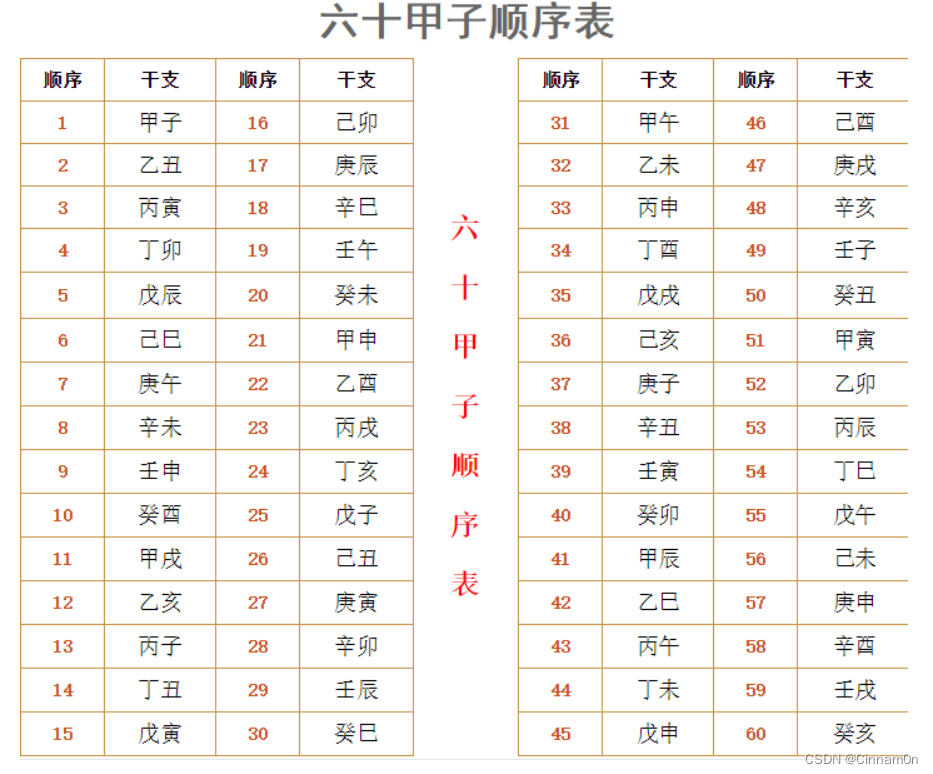 六十甲子顺序表
顺序 干支 顺序 干支 顺序 干支 顺序 干支
1 甲子 16 己卯 31 甲午 46 己酉
2 乙丑 17 庚辰 32 乙未 47 庚戌
3 丙寅 18 辛巳 33 丙申 48 辛亥
4 丁卯 19 壬午 34 丁酉 49 壬子
5 戊辰 20 癸未 35 戊戌 50 癸丑
6 己巳 21 甲申 36 己亥 51 甲寅
7 庚午 22 乙酉 37 庚子 52 乙卯
8 辛未 23 丙戌 38 辛丑 53 丙辰
9 壬申 24 丁亥 39 壬寅 54 丁巳
10 癸酉 25 戊子 40 癸卯 55 戊午
11 甲戌 26 己丑 41 甲辰 56 己未
12 乙亥 27 庚寅 42 乙巳 57 庚申
13 丙子 28 辛卯 43 丙午 58 辛酉
14 丁丑 29 壬辰 44 丁未 59 壬戌
15 戊寅 30 癸巳 45 戊申 60 癸亥
六十甲子顺序表
CSDN @Cinnam0n